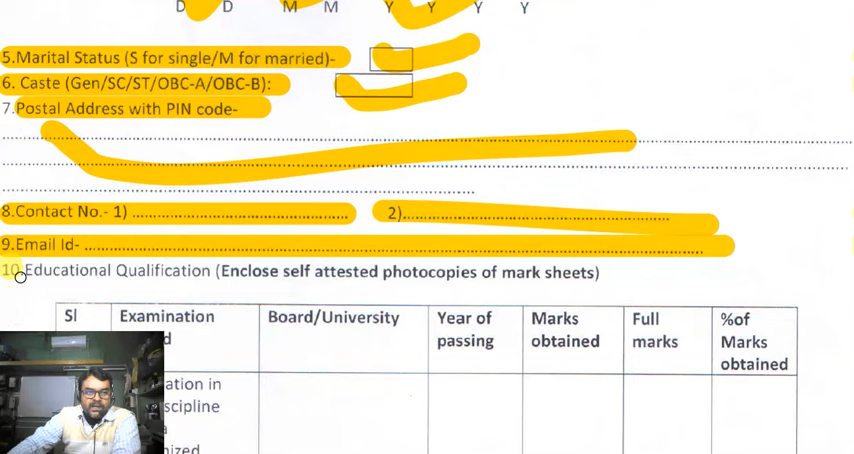 D D M M Y Y Y Y
5.Marital Status (S for single/M for married)-
6. Caste (Gen/SC/ST/OBC-A/OBC-B):
7.Postal Address with PIN code-
8.Contact No.- 1) ........................................................ 2)......................................................................
9.Email Id- ....................................................................................................................................
10.Educational Qualification (Enclose self attested photocopies of mark sheets)
Sl Examination Board/University Year of Marks Full %of
passing obtained marks Marks
obtained